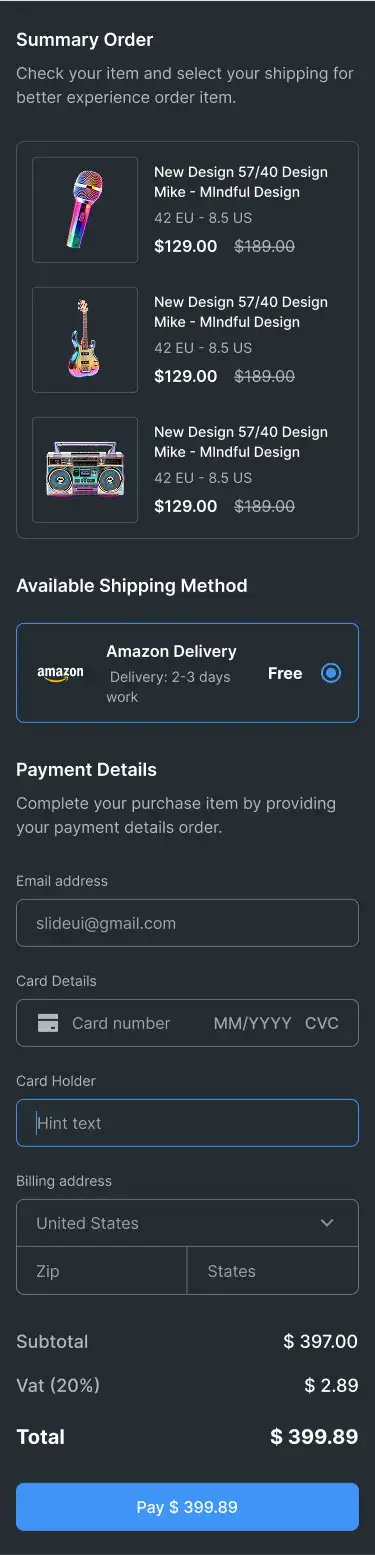 Summary Order
Check your item and select your shipping for
better experience order item.
New Design 57/40 Design
Mike - MIndful Design
42 EU - 8.5 US
$129.00 $189.00
New Design 57/40 Design
Mike - MIndful Design
42 EU - 8.5 US
$129.00 $189.00
New Design 57/40 Design
Mike - MIndful Design
42 EU - 8.5 US
$129.00 $189.00
Available Shipping Method
amazon
Amazon Delivery
Delivery: 2-3 days
work
Free
Payment Details
Complete your purchase item by providing
your payment details order.
Email address
slideui@gmail.com
Card Details
Card number MM/YYYY CVC
Card Holder
Hint text
Billing address
United States
Zip States
Subtotal $ 397.00
Vat (20%) $ 2.89
Total $ 399.89
Pay $ 399.89